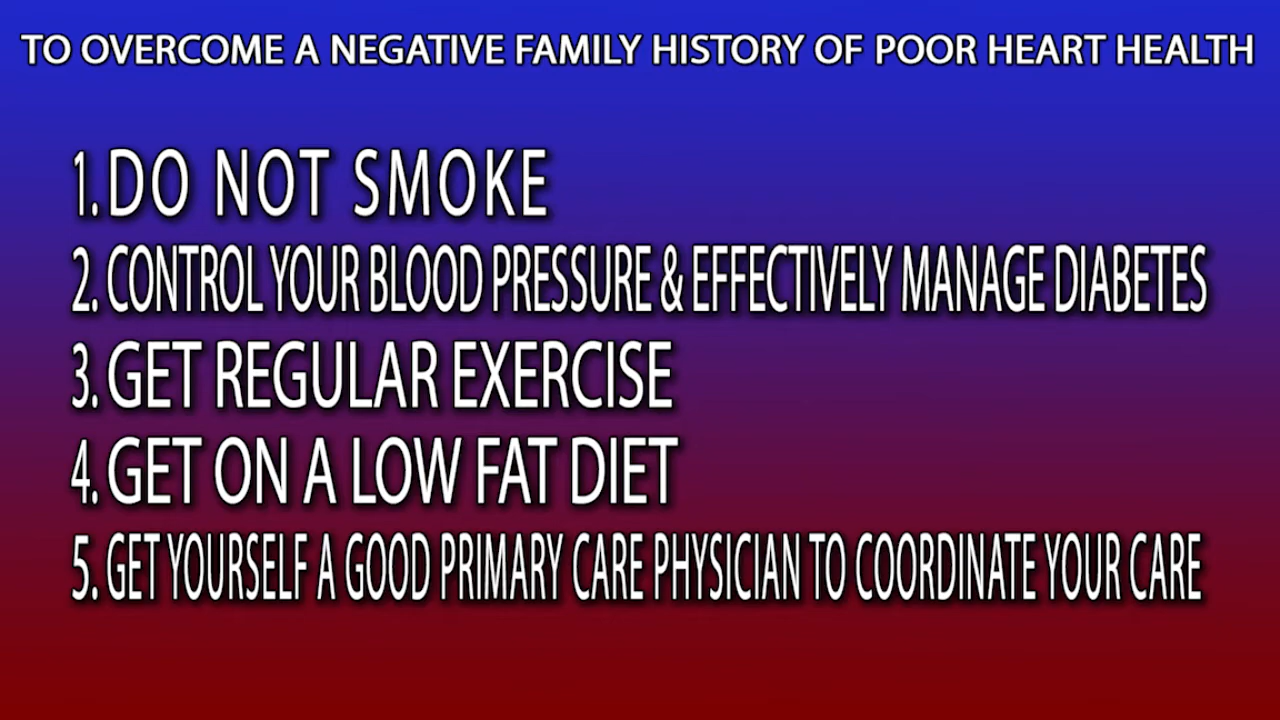 TO OVERCOME A NEGATIVE FAMILY HISTORY OF POOR HEART HEALTH
1. DO NOT SMOKE
2. CONTROL YOUR BLOOD PRESSURE & EFFECTIVELY MANAGE DIABETES
3. GET REGULAR EXERCISE
4. GET ON A LOW FAT DIET
5. GET YOURSELF A GOOD PRIMARY CARE PHYSICIAN TO COORDINATE YOUR CARE